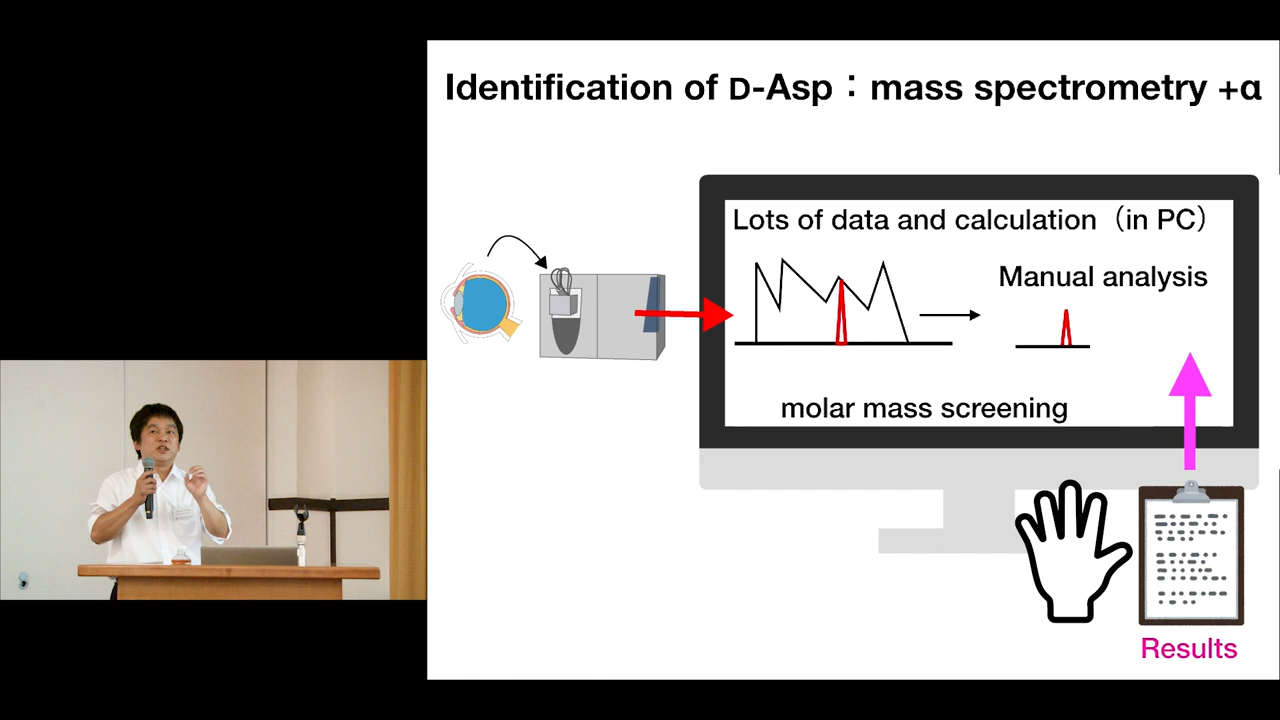 Identification of D-Asp：mass spectrometry +α
Lots of data and calculation（in PC）
Manual analysis
molar mass screening
Results